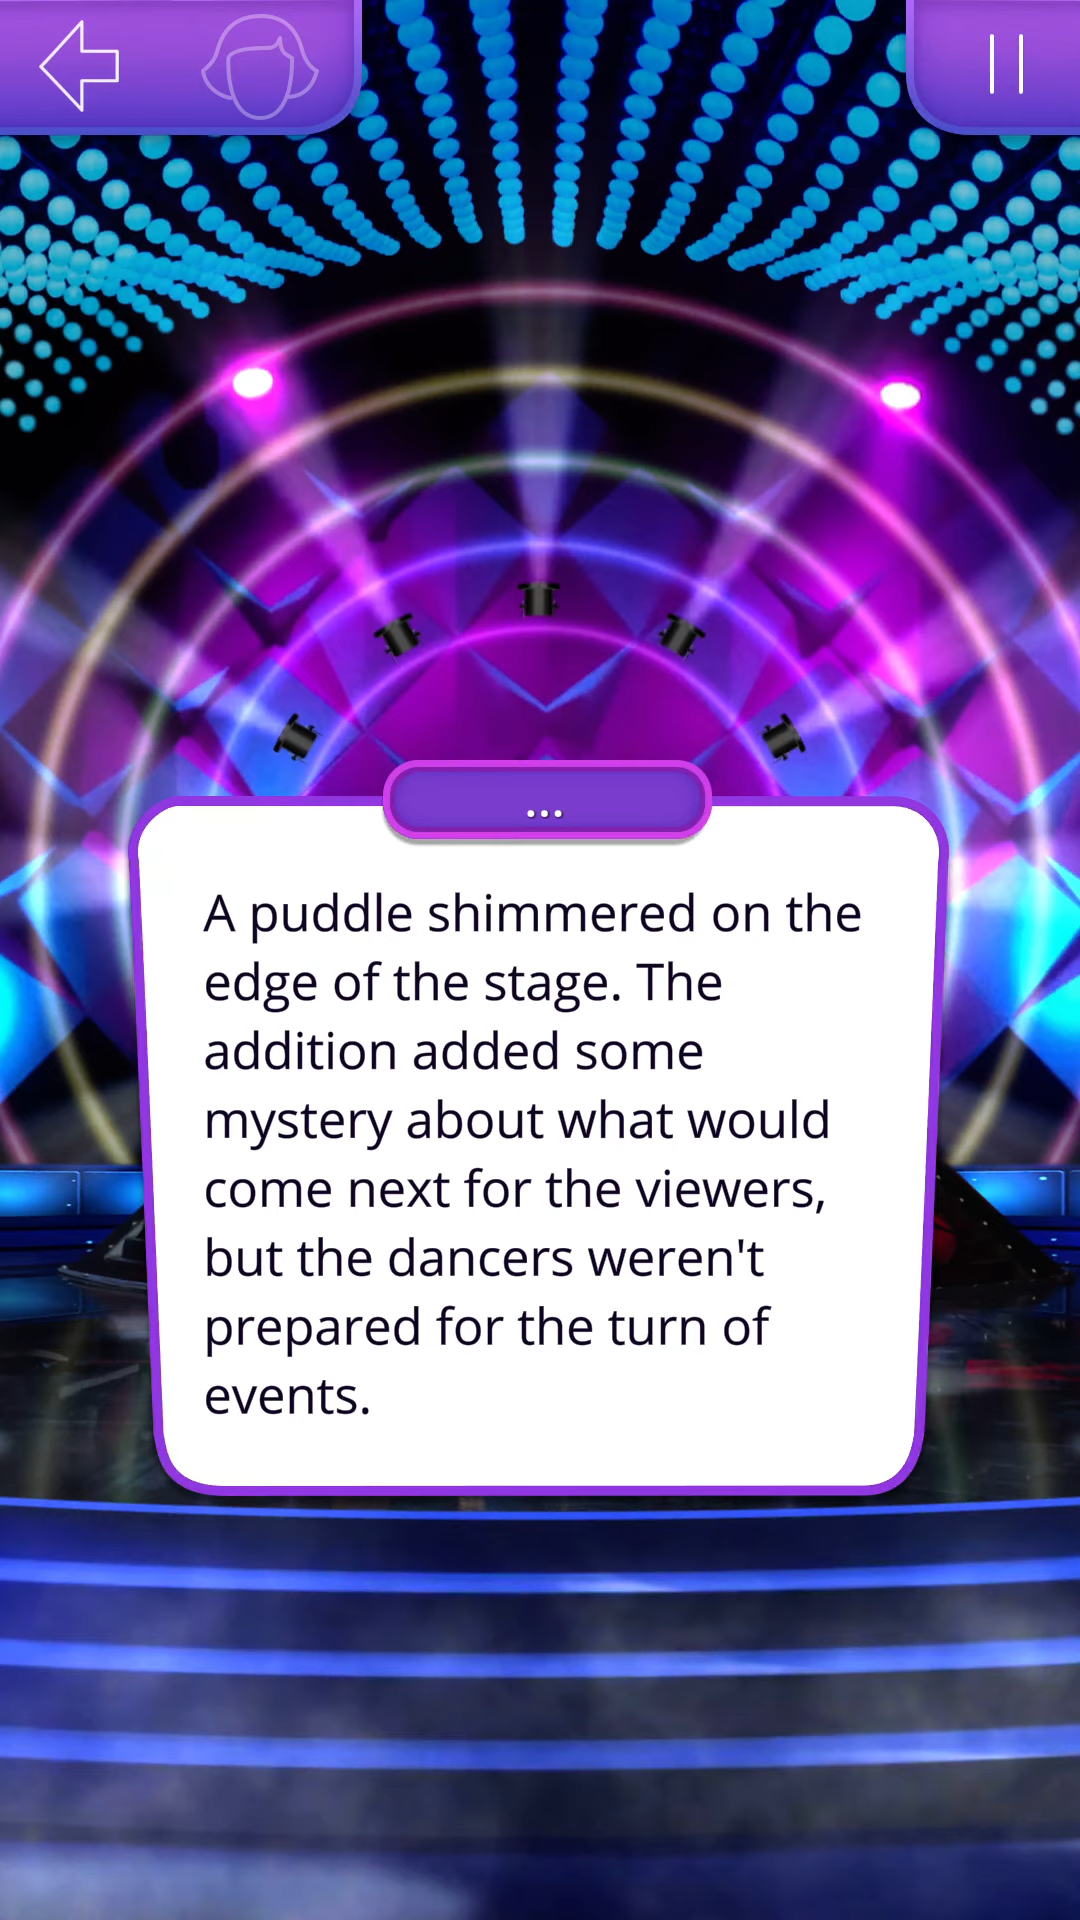 ...
A puddle shimmered on the
edge of the stage. The
addition added some
mystery about what would
come next for the viewers,
but the dancers weren't
prepared for the turn of
events.